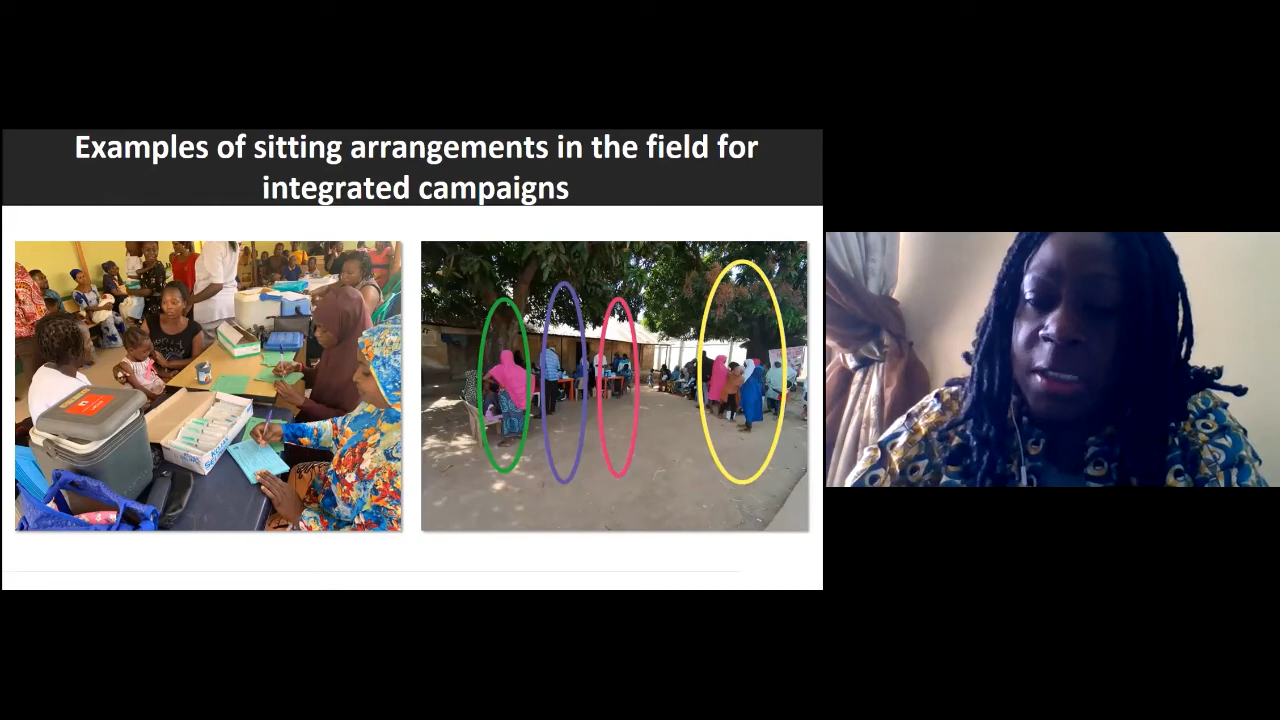 Examples of sitting arrangements in the field for
integrated campaigns